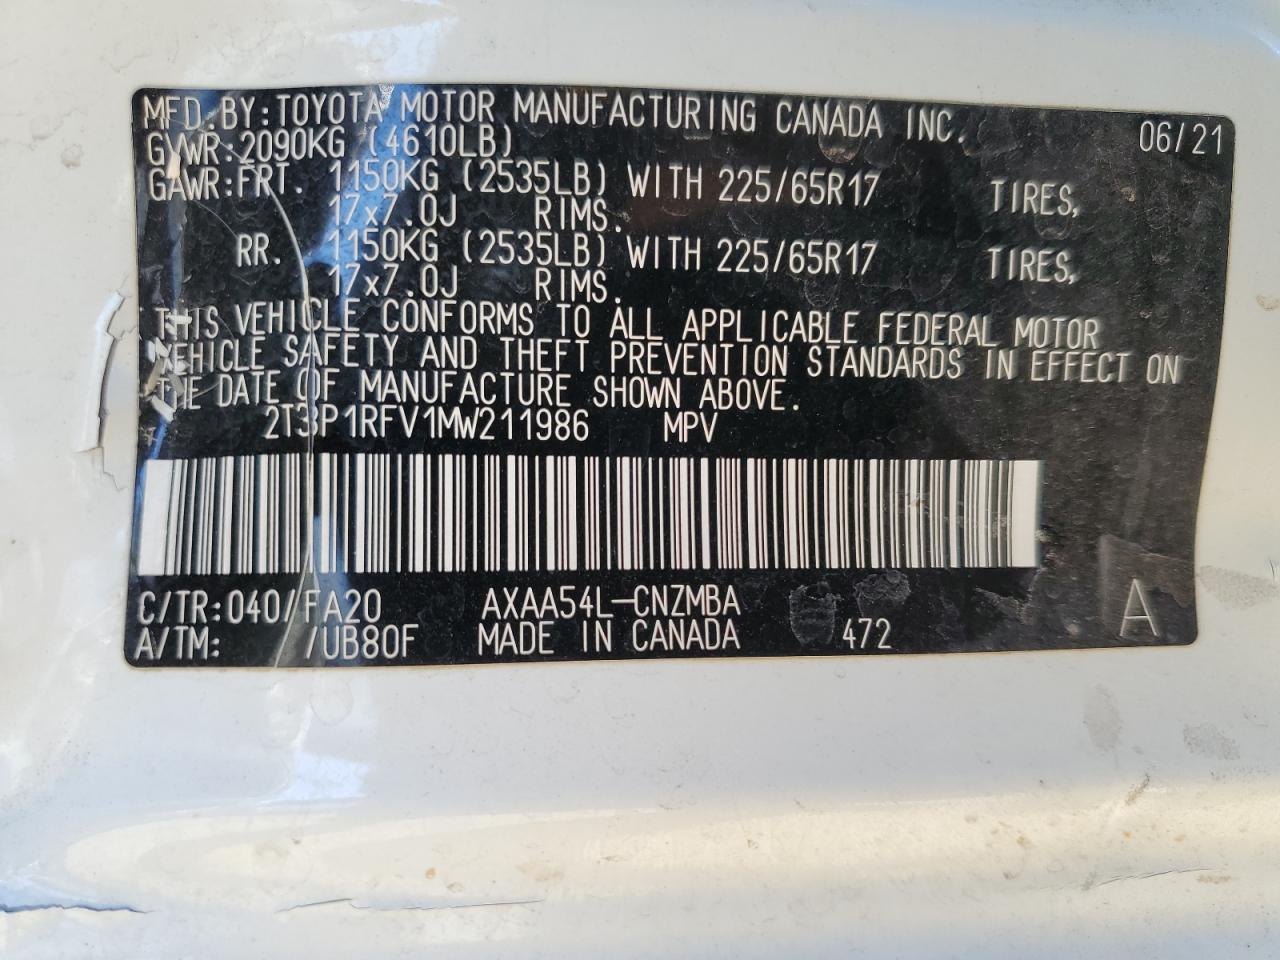 MFD. BY: TOYOTA MOTOR MANUFACTURING CANADA INC. 06/21
GVWR: 2090KG (4610LB)
GAWR: FRT. 1150KG (2535LB) WITH 225/65R17 TIRES,
17x7.0J RIMS.
RR. 1150KG (2535LB) WITH 225/65R17 TIRES,
17x7.0J RIMS.
THIS VEHICLE CONFORMS TO ALL APPLICABLE FEDERAL MOTOR
VEHICLE SAFETY AND THEFT PREVENTION STANDARDS IN EFFECT ON
THE DATE OF MANUFACTURE SHOWN ABOVE.
2T3P1RFV1MW211986 MPV
C/TR: 040/FA20 AXAA54L-CNZMBA A
A/TM: /UB80F MADE IN CANADA 472